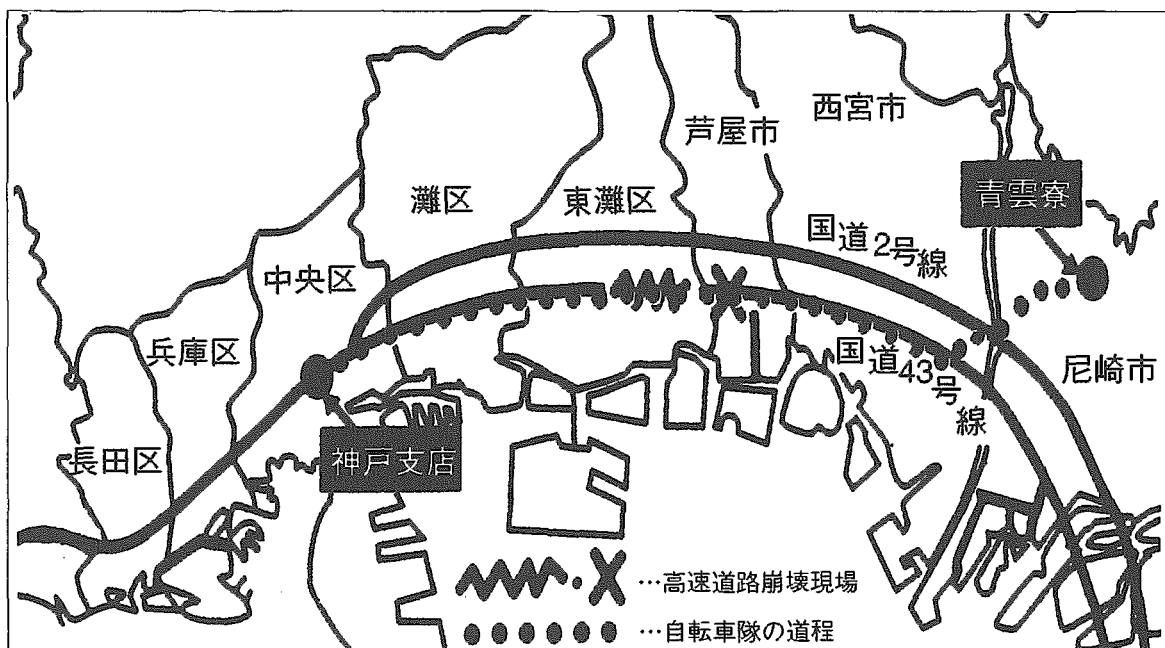 西宮市
芦屋市
青雲寮
灘区
東灘区
国道2号線
中央区
兵庫区
国道43号線
尼崎市
長田区
神戸支店
…高速道路崩壊現場
…自転車隊の道程